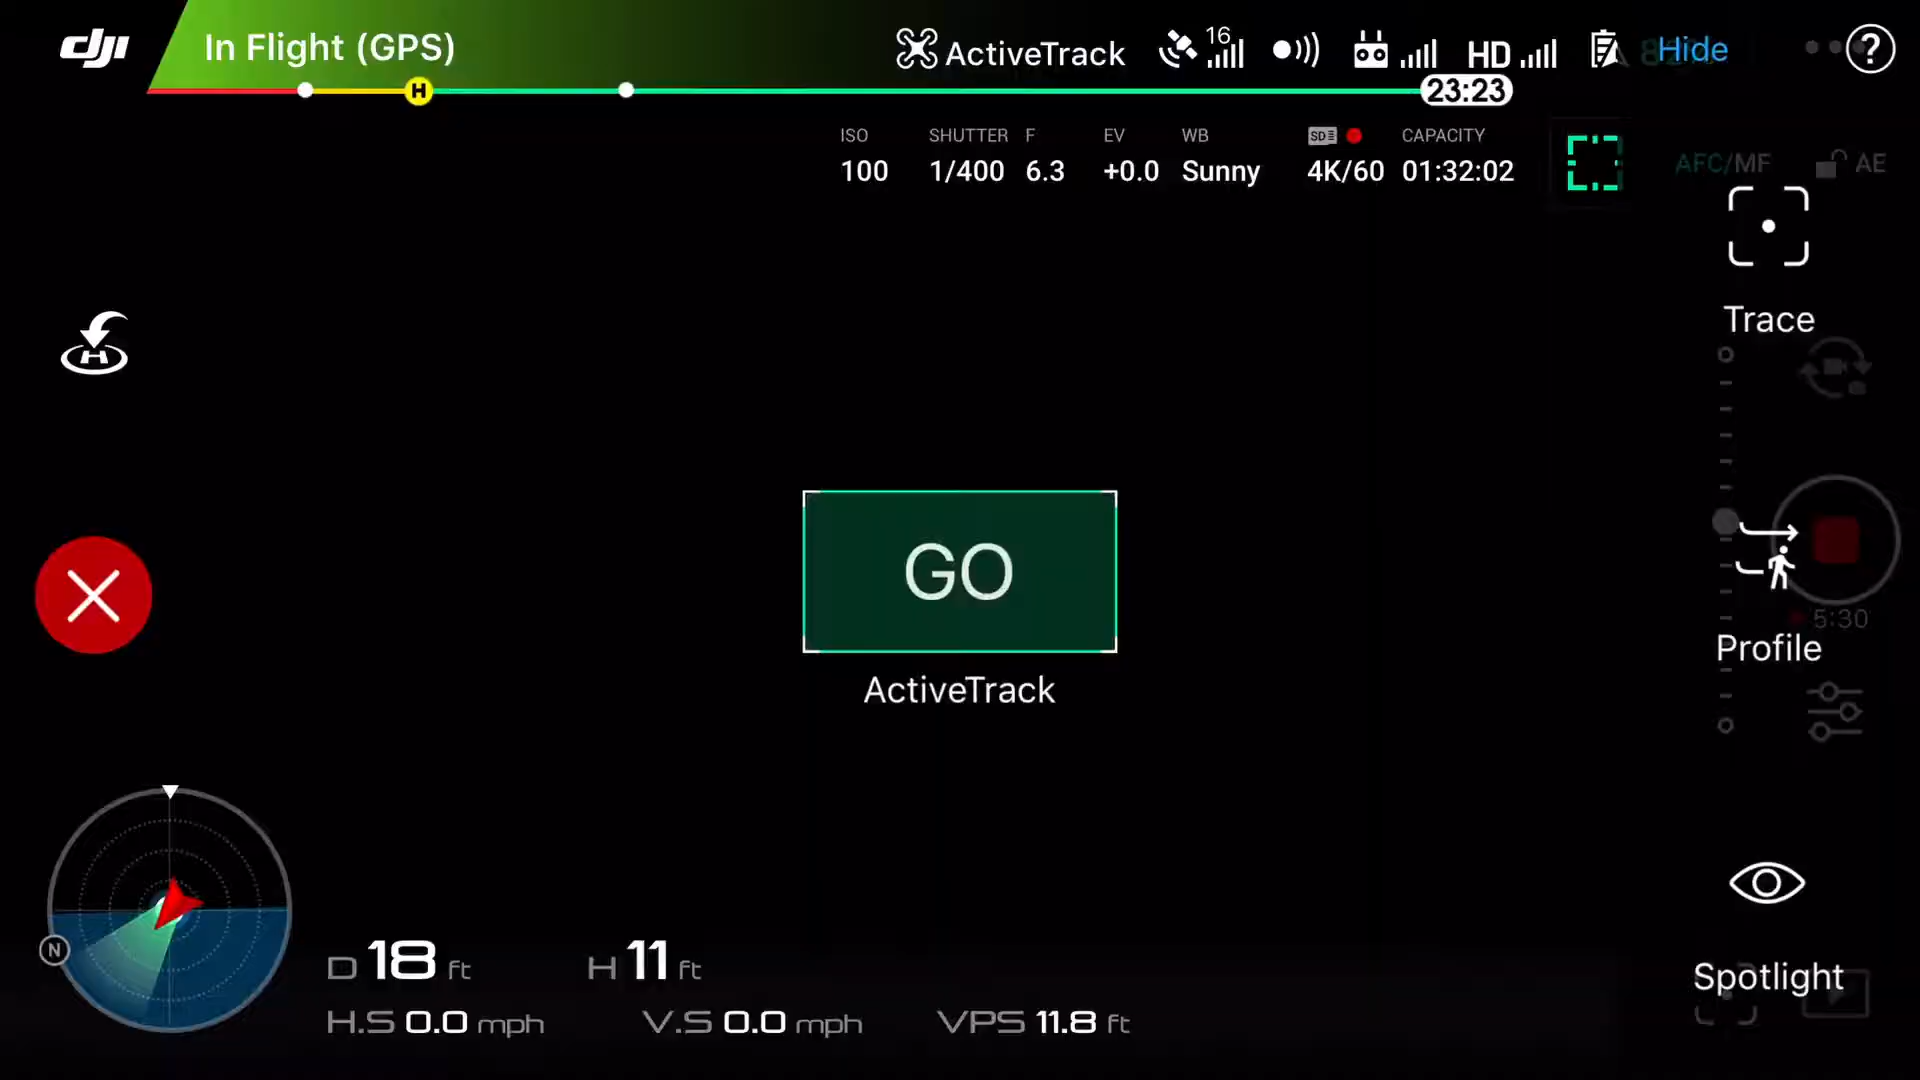 dji In Flight (GPS) ActiveTrack 16 HD Hide ?
H 23:23
ISO SHUTTER F EV WB SD CAPACITY
100 1/400 6.3 +0.0 Sunny 4K/60 01:32:02 AFC/MF AE
Trace
H
GO
5:30
Profile
ActiveTrack
N
D 18 ft H 11 ft
Spotlight
H.S 0.0 mph V.S 0.0 mph VPS 11.8 ft